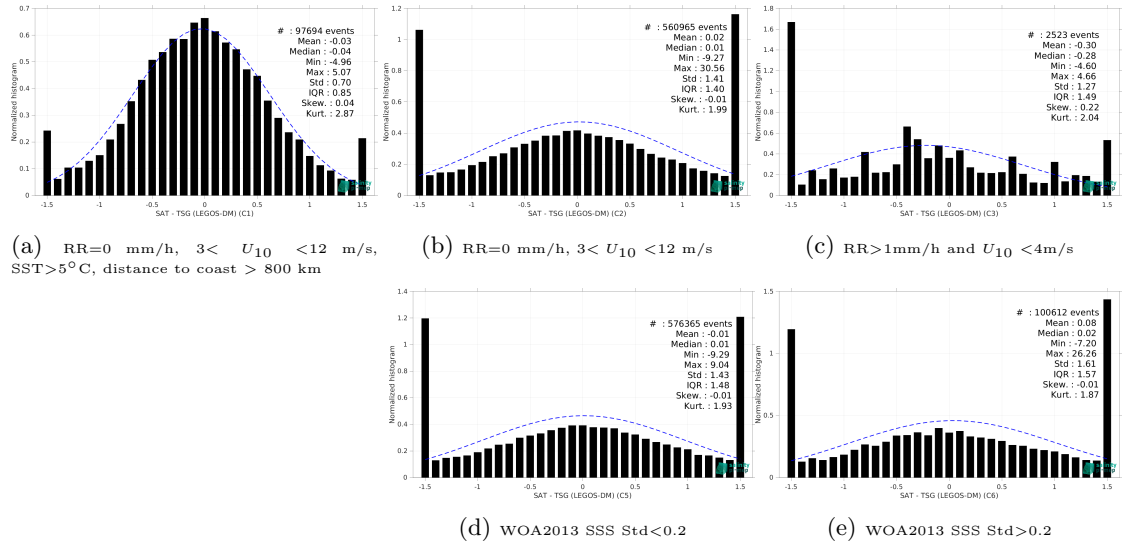 Normalized histogram
0.7
0.6
0.5
0.4
0.3
0.2
0.1
0
-1.5 -1 -0.5 0 0.5 1 1.5
SAT - TSG (LEGOS-DM) (C1)
# : 97694 events
Mean : -0.03
Median : -0.04
Min : -4.96
Max : 5.07
Std : 0.70
IQR : 0.85
Skew. : 0.04
Kurt. : 2.87
(a) RR=0 mm/h, 3< U10 <12 m/s,
SST>5°C, distance to coast > 800 km
Normalized histogram
1.2
1
0.8
0.6
0.4
0.2
0
-1.5 -1 -0.5 0 0.5 1 1.5
SAT - TSG (LEGOS-DM) (C2)
# : 560965 events
Mean : 0.02
Median : 0.01
Min : -9.27
Max : 30.56
Std : 1.41
IQR : 1.40
Skew. : -0.01
Kurt. : 1.99
(b) RR=0 mm/h, 3< U10 <12 m/s
Normalized histogram
1.8
1.6
1.4
1.2
1
0.8
0.6
0.4
0.2
0
-1.5 -1 -0.5 0 0.5 1 1.5
SAT - TSG (LEGOS-DM) (C3)
# : 2523 events
Mean : -0.30
Median : -0.28
Min : -4.60
Max : 4.66
Std : 1.27
IQR : 1.49
Skew. : 0.22
Kurt. : 2.04
(c) RR>1mm/h and U10 <4m/s
Normalized histogram
1.4
1.2
1
0.8
0.6
0.4
0.2
0
-1.5 -1 -0.5 0 0.5 1 1.5
SAT - TSG (LEGOS-DM) (C5)
# : 576365 events
Mean : -0.01
Median : 0.01
Min : -9.29
Max : 9.04
Std : 1.43
IQR : 1.48
Skew. : -0.01
Kurt. : 1.93
(d) WOA2013 SSS Std<0.2
Normalized histogram
1.5
1
0.5
0
-1.5 -1 -0.5 0 0.5 1 1.5
SAT - TSG (LEGOS-DM) (C6)
# : 100612 events
Mean : 0.08
Median : 0.02
Min : -7.20
Max : 26.26
Std : 1.61
IQR : 1.57
Skew. : -0.01
Kurt. : 1.87
(e) WOA2013 SSS Std>0.2